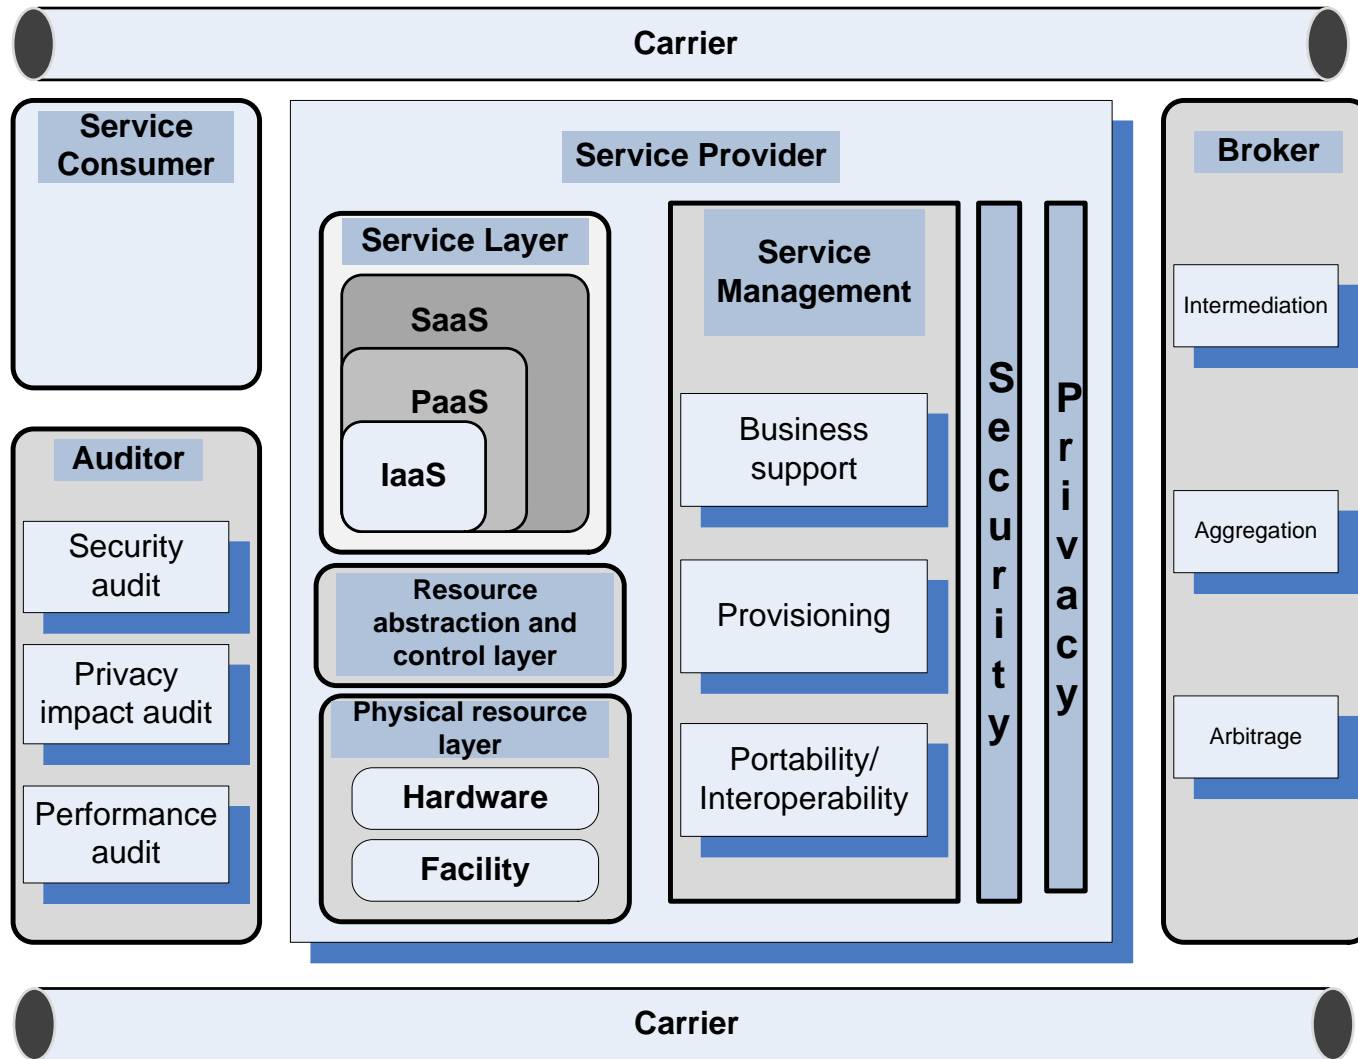 Carrier
Service
Consumer
Service Provider
Broker
Service Layer
SaaS
PaaS
IaaS
Resource
abstraction and
control layer
Physical resource
layer
Hardware
Facility
Service
Management
Business
support
Provisioning
Portability/
Interoperability
Security
Privacy
Intermediation
Aggregation
Arbitrage
Auditor
Security
audit
Privacy
impact audit
Performance
audit
Carrier